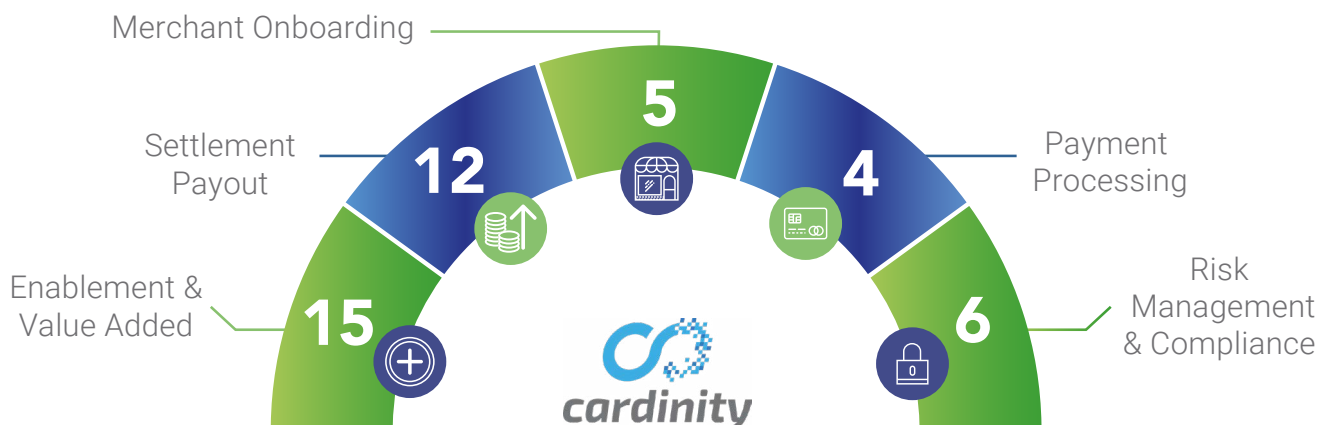 Merchant Onboarding
5
Settlement
Payout
12
4
Payment
Processing
Enablement &
Value Added
15
6
Risk
Management
& Compliance
cardinity